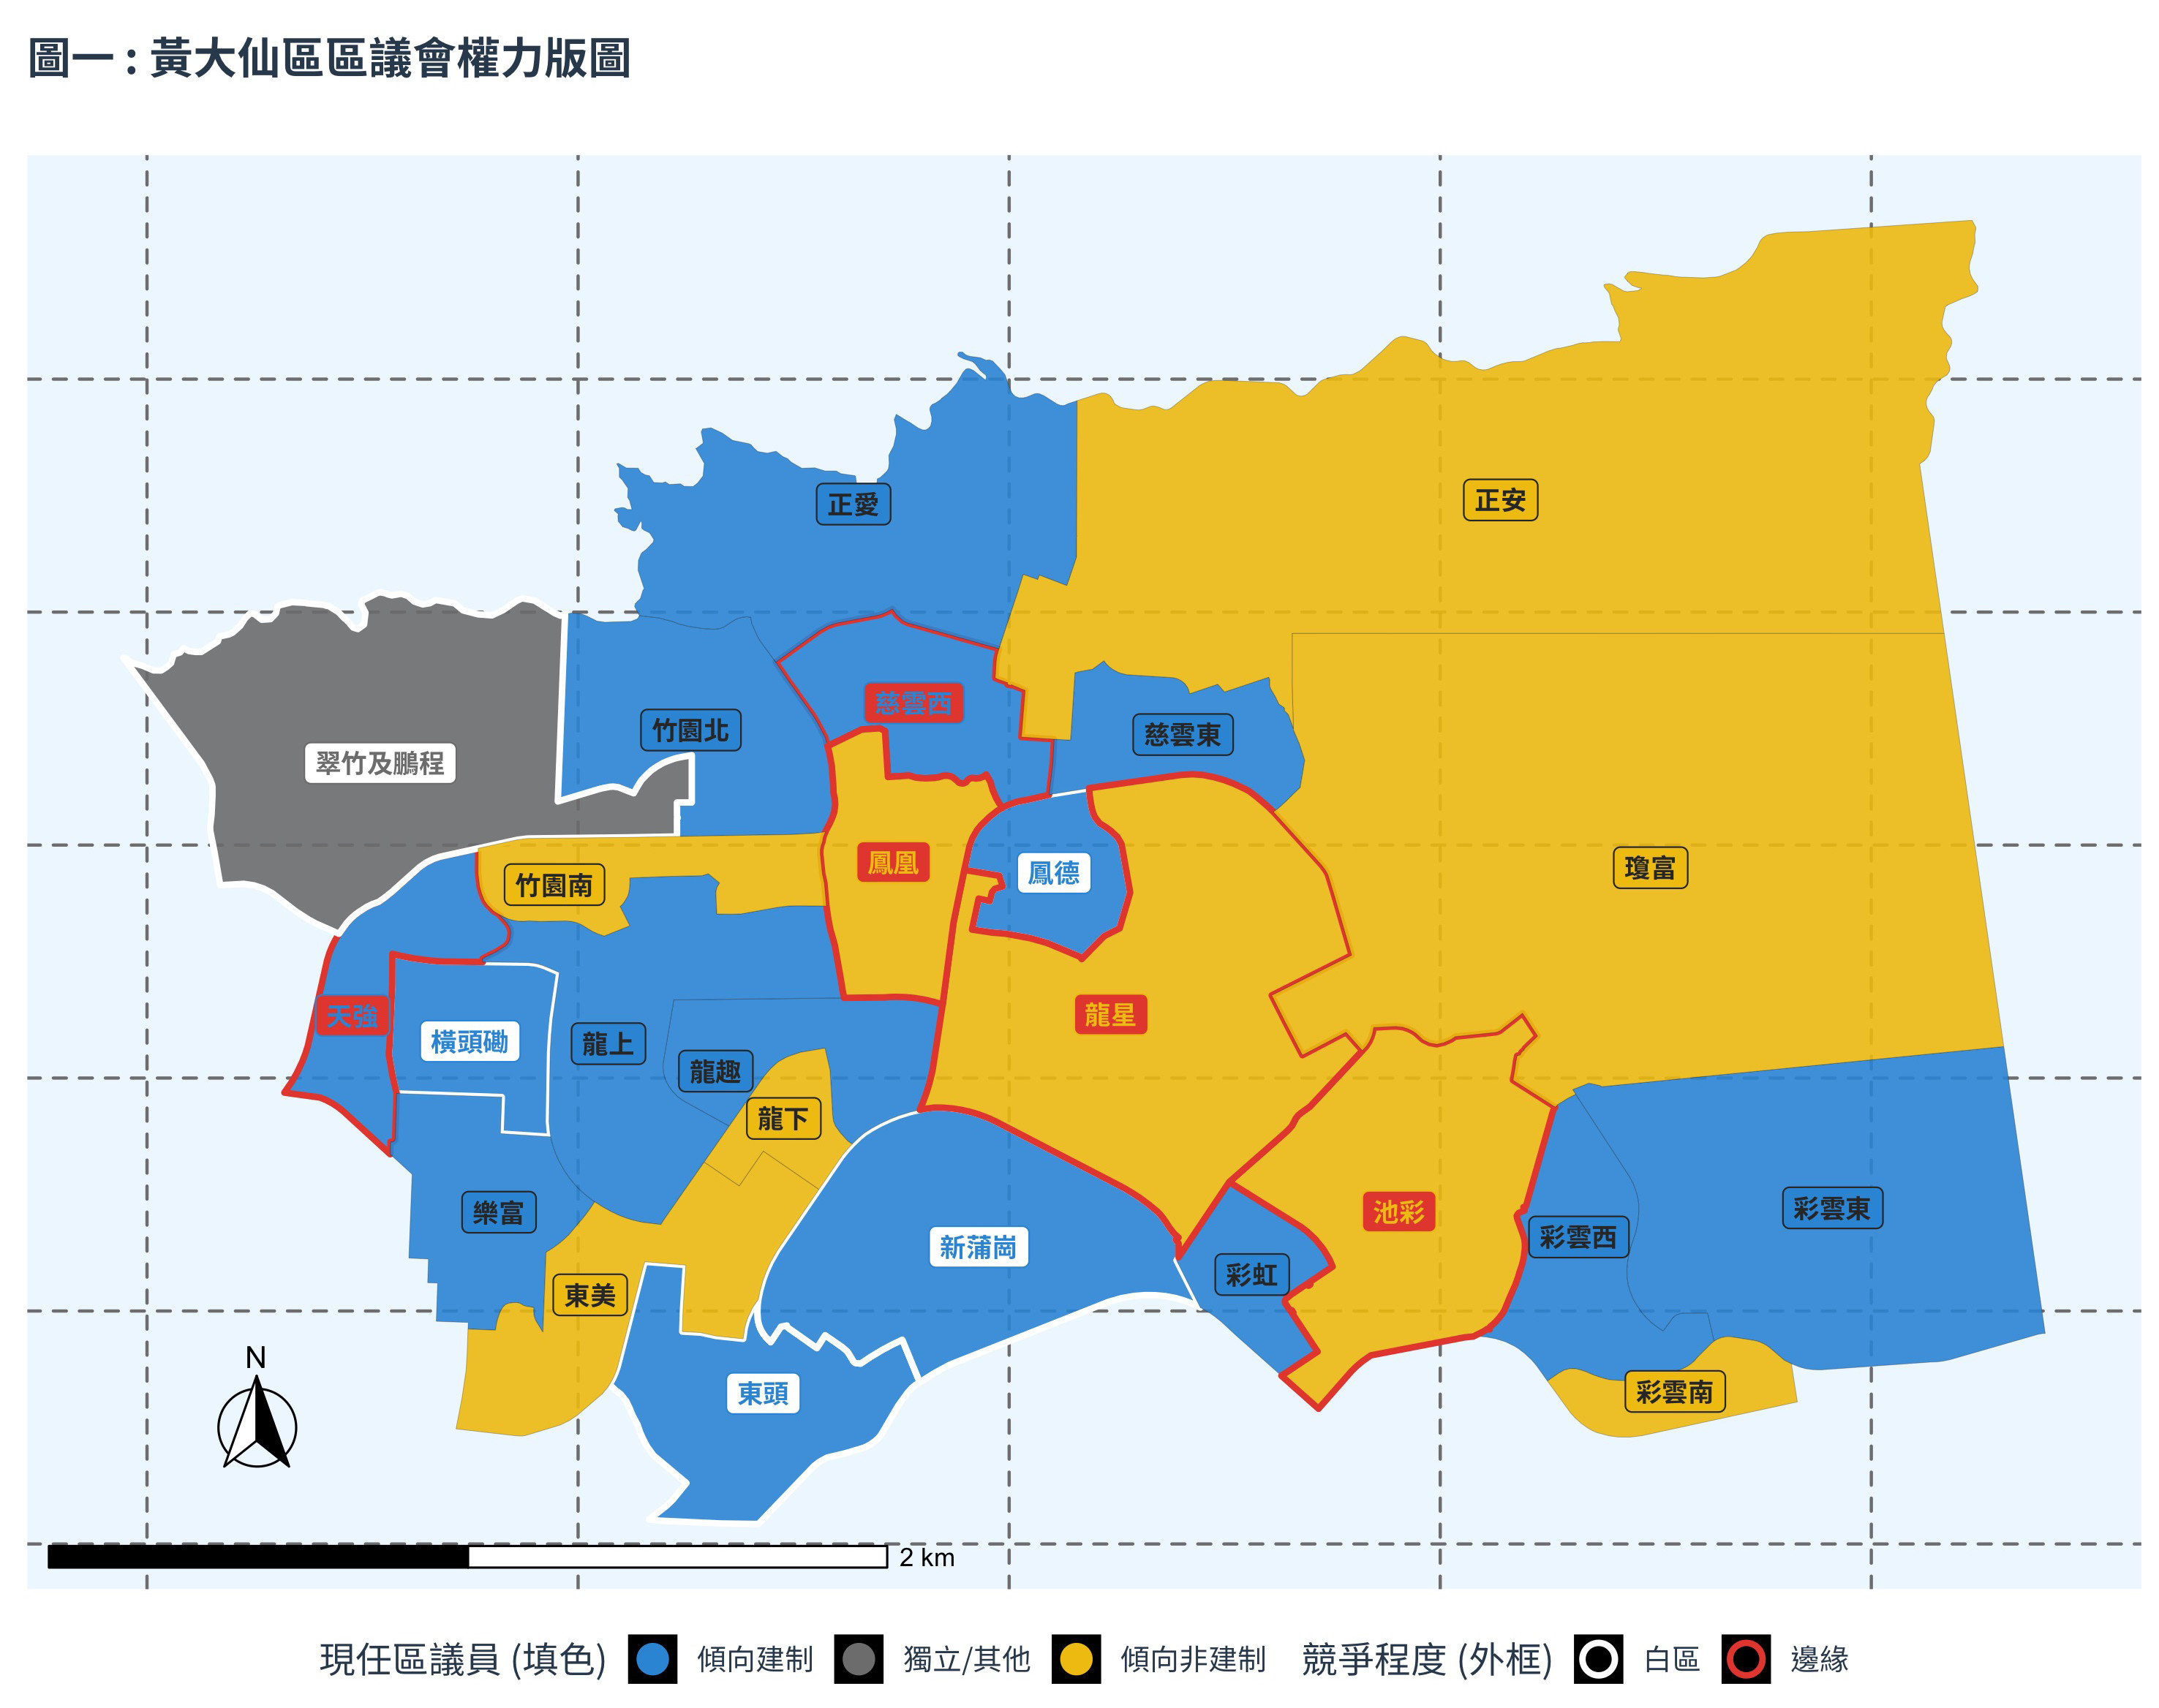 圖一 : 黃大仙區區議會權力版圖
正愛
正安
慈雲西
竹園北
慈雲東
翠竹及鵬程
鳳凰
鳳德
瓊富
竹園南
天強
龍星
橫頭磡
龍上
龍趣
龍下
樂富
池彩
彩雲東
彩雲西
新蒲崗
彩虹
東美
東頭
彩雲南
N
2 km
現任區議員 (填色) 傾向建制 獨立/其他 傾向非建制 競爭程度 (外框) 白區 邊緣